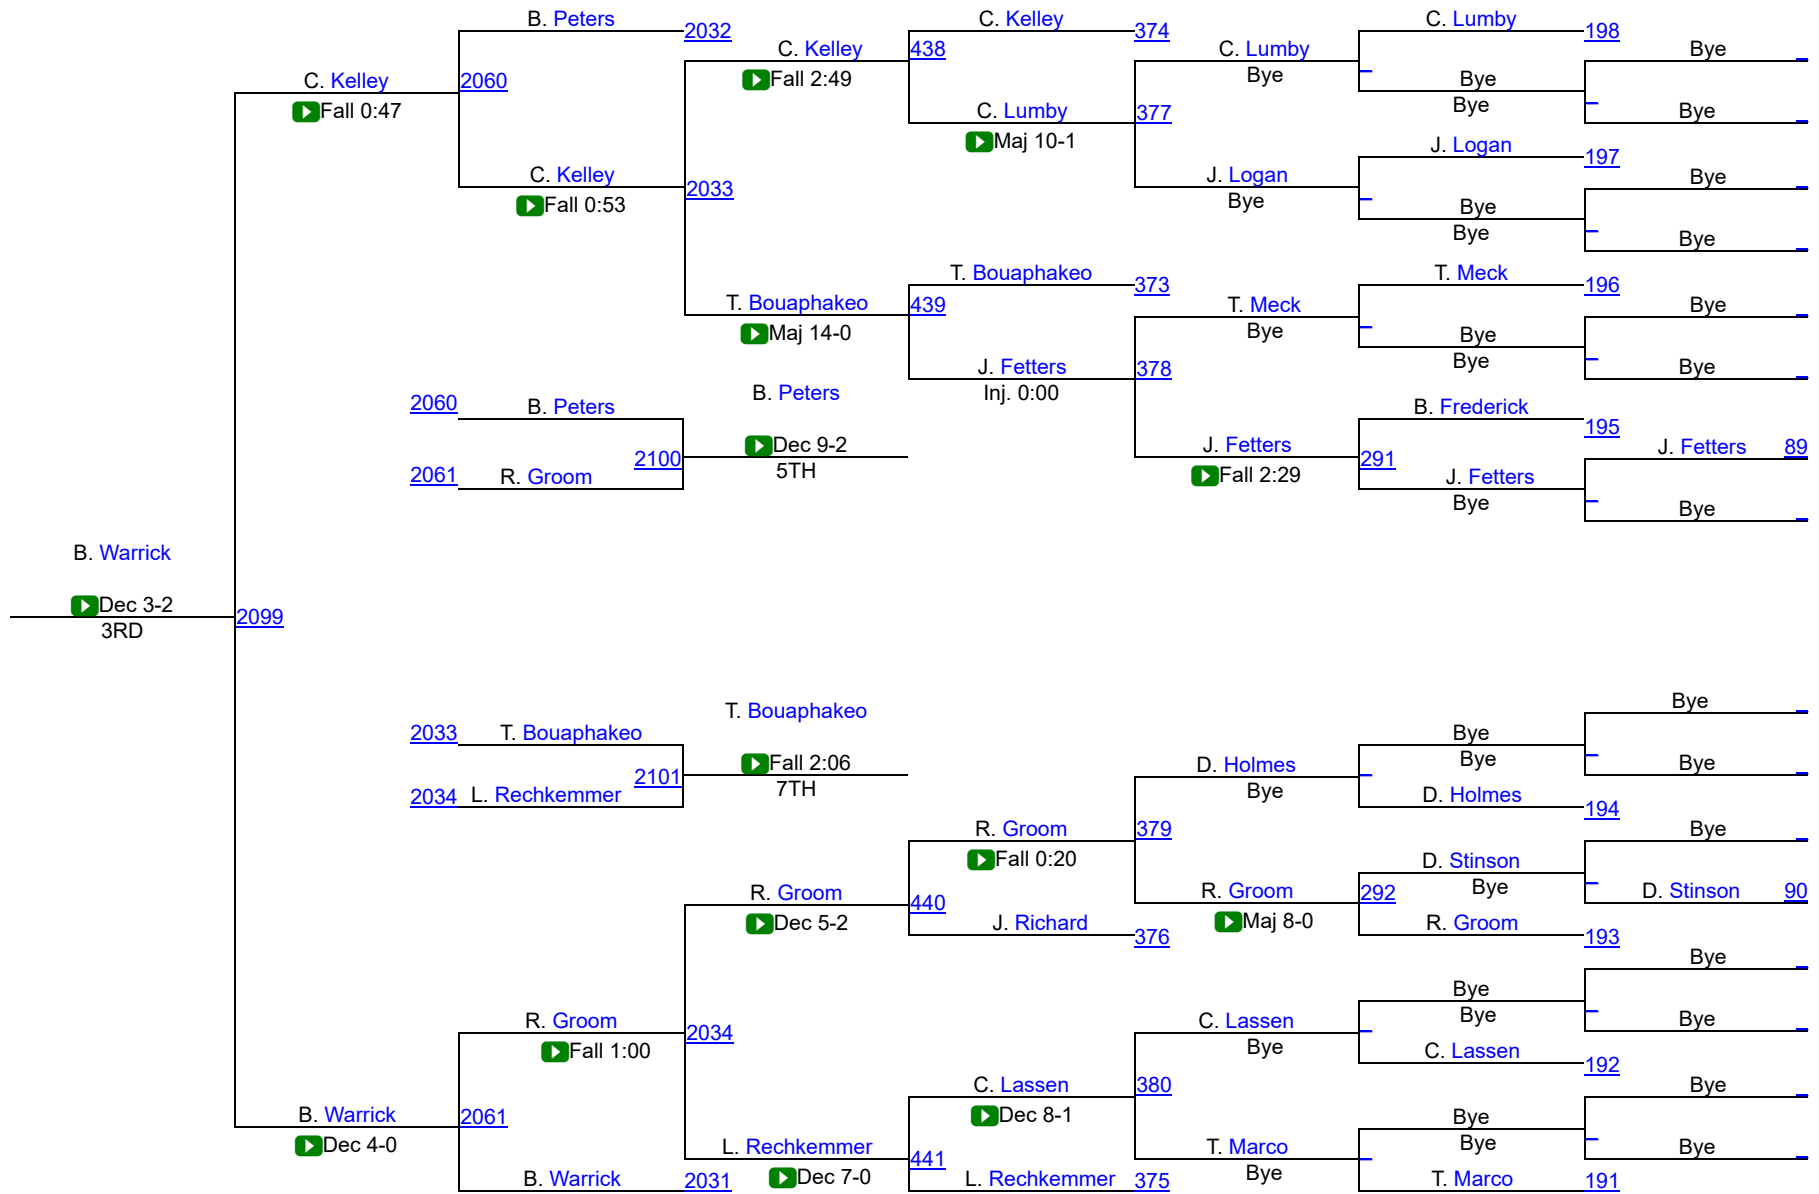 B. Peters
2032
C. Kelley
374
C. Lumby
198
Bye
C. Kelley
438
C. Lumby
Bye
Bye
Bye
Bye
C. Kelley
2060
Fall 2:49
Fall 0:47
C. Lumby
377
Maj 10-1
J. Logan
197
C. Kelley
2033
Fall 0:53
J. Logan
Bye
Bye
Bye
Bye
Bye
T. Bouaphakeo
373
T. Meck
196
T. Bouaphakeo
439
Maj 14-0
T. Meck
Bye
Bye
Bye
Bye
Bye
J. Fetters
378
Inj. 0:00
B. Peters
2060
B. Peters
B. Frederick
195
Dec 9-2
5TH
2100
2061
R. Groom
J. Fetters
291
Fall 2:29
J. Fetters
89
J. Fetters
Bye
Bye
B. Warrick
Dec 3-2
3RD
2099
T. Bouaphakeo
Bye
2033
T. Bouaphakeo
Bye
Bye
Fall 2:06
7TH
2101
2034
L. Rechkemmer
D. Holmes
Bye
Bye
D. Holmes
194
R. Groom
379
Fall 0:20
Bye
D. Stinson
Bye
R. Groom
440
Dec 5-2
R. Groom
292
Maj 8-0
D. Stinson
90
J. Richard
376
R. Groom
193
Bye
Bye
Bye
R. Groom
2034
Fall 1:00
C. Lassen
Bye
Bye
C. Lassen
192
C. Lassen
380
Dec 8-1
Bye
B. Warrick
2061
Dec 4-0
Bye
Bye
L. Rechkemmer
441
Dec 7-0
T. Marco
Bye
Bye
B. Warrick
2031
L. Rechkemmer
375
T. Marco
191